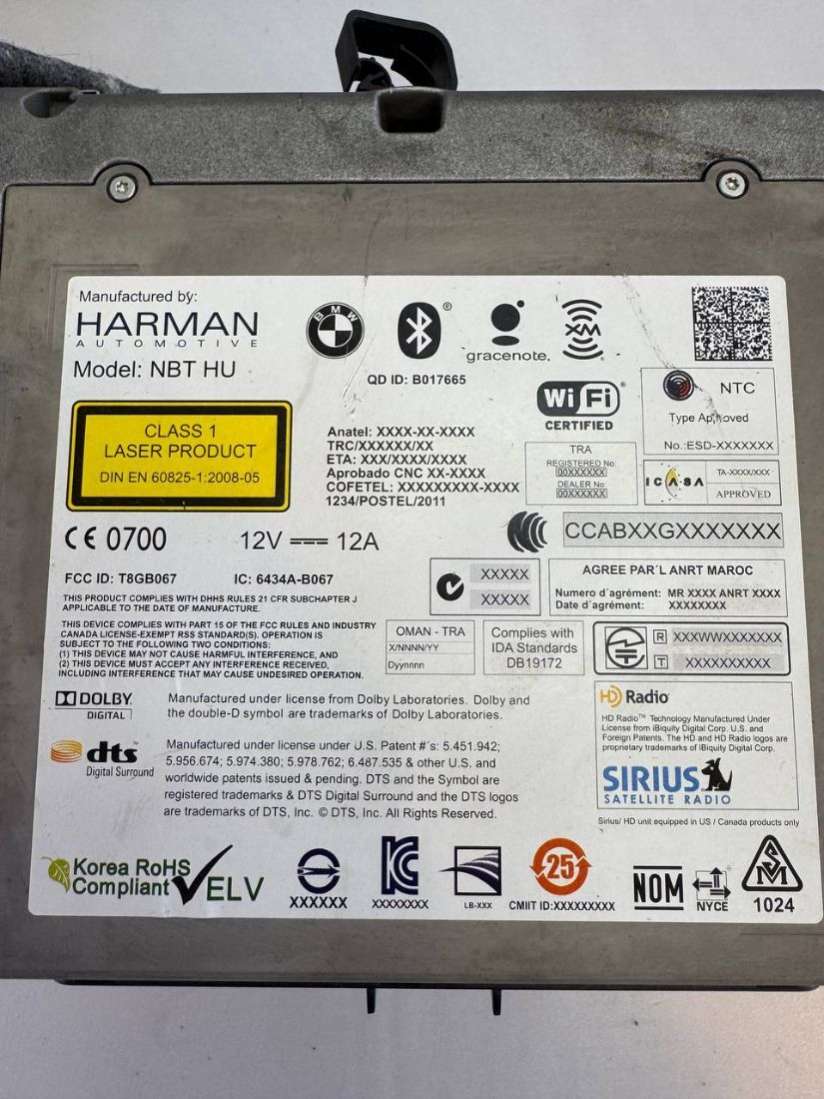 Manufactured by:
HARMAN
AUTOMOTIVE
Model: NBT HU
BMW
®
gracenote.
XM
QD ID: B017665
Wi Fi®
CERTIFIED
NTC
Type Approved
No.:ESD-XXXXXXX
CLASS 1
LASER PRODUCT
DIN EN 60825-1:2008-05
Anatel: XXXX-XX-XXXX
TRC/XXXXXX/XX
ETA: XXX/XXXX/XXXX
Aprobado CNC XX-XXXX
COFETEL: XXXXXXXXX-XXXX
1234/POSTEL/2011
TRA
REGISTERED No:
00XXXXXX
DEALER No:
00XXXXXX
ICASA
TA-XXXX/XXX
APPROVED
CE 0700
12V 12A
CCABXXGXXXXXXX
FCC ID: T8GB067
IC: 6434A-B067
XXXXX
XXXXX
AGREE PAR´L ANRT MAROC
Numero d´agrément: MR XXXX ANRT XXXX
Date d´agrément: XXXXXXXX
THIS PRODUCT COMPLIES WITH DHHS RULES 21 CFR SUBCHAPTER J
APPLICABLE TO THE DATE OF MANUFACTURE.
THIS DEVICE COMPLIES WITH PART 15 OF THE FCC RULES AND INDUSTRY
CANADA LICENSE-EXEMPT RSS STANDARD(S). OPERATION IS
SUBJECT TO THE FOLLOWING TWO CONDITIONS:
(1) THIS DEVICE MAY NOT CAUSE HARMFUL INTERFERENCE, AND
(2) THIS DEVICE MUST ACCEPT ANY INTERFERENCE RECEIVED,
INCLUDING INTERFERENCE THAT MAY CAUSE UNDESIRED OPERATION.
OMAN - TRA
X/NNNN/YY
Dyynnnn
Complies with
IDA Standards
DB19172
R XXXWWXXXXXXX
T XXXXXXXXXX
DOLBY
DIGITAL
Manufactured under license from Dolby Laboratories. Dolby and
the double-D symbol are trademarks of Dolby Laboratories.
HD Radio
HD Radio™ Technology Manufactured Under
License from iBiquity Digital Corp. U.S. and
Foreign Patents. The HD and HD Radio logos are
proprietary trademarks of iBiquity Digital Corp.
dts
Digital Surround
Manufactured under license under U.S. Patent #´s: 5.451.942;
5.956.674; 5.974.380; 5.978.762; 6.487.535 & other U.S. and
worldwide patents issued & pending. DTS and the Symbol are
registered trademarks & DTS Digital Surround and the DTS logos
are trademarks of DTS, Inc. © DTS, Inc. All Rights Reserved.
SIRIUS
SATELLITE RADIO
Sirius/ HD unit equipped in US / Canada products only
Korea RoHS
Compliant
ELV
XXXXXX
XXXXXXXX
LB-XXX
25
CMIIT ID:XXXXXXXXX
NOM
NYCE
SM
1024